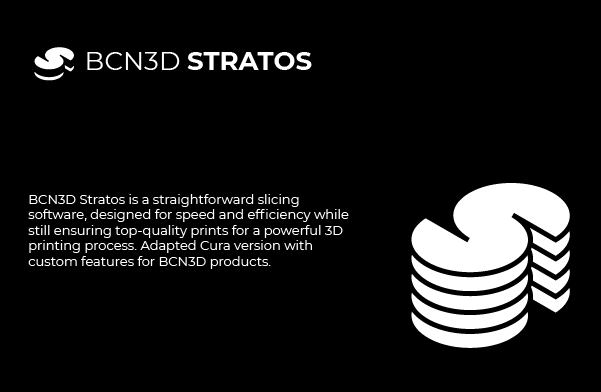 BCN3D STRATOS
BCN3D Stratos is a straightforward slicing
software, designed for speed and efficiency while
still ensuring top-quality prints for a powerful 3D
printing process. Adapted Cura version with
custom features for BCN3D products.